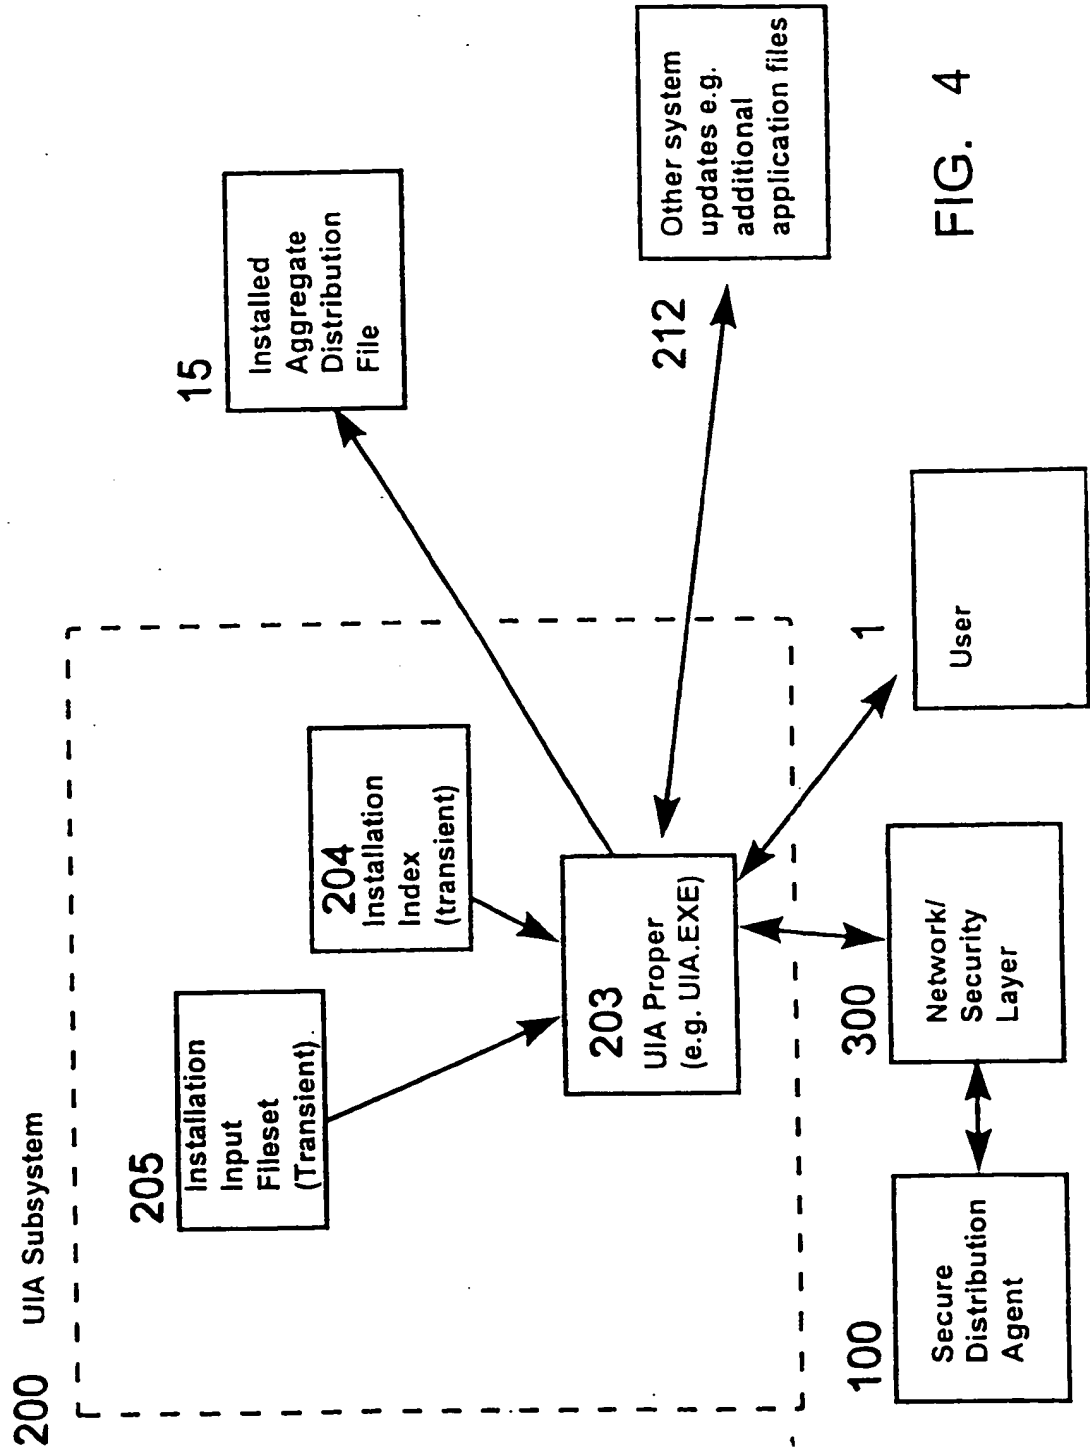 200 UIA Subsystem
205
Installation
Input
Fileset
(Transient)
204
Installation
Index
(transient)
15
Installed
Aggregate
Distribution
File
203
UIA Proper
(e.g. UIA.EXE)
212
Other system
updates e.g.
additional
application files
100
Secure
Distribution
Agent
300
Network/
Security
Layer
1
User
FIG. 4